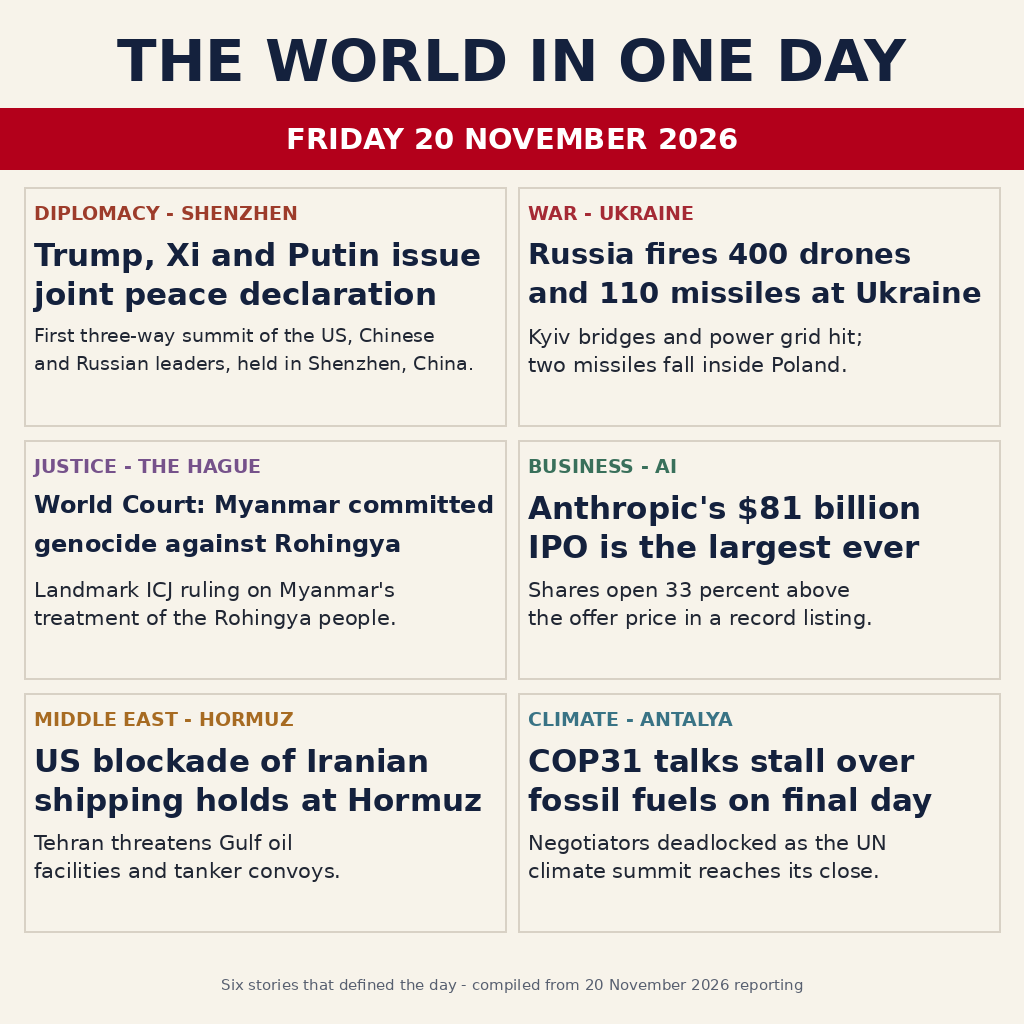 THE WORLD IN ONE DAY
FRIDAY 20 NOVEMBER 2026
DIPLOMACY - SHENZHEN
Trump, Xi and Putin issue
joint peace declaration
First three-way summit of the US, Chinese
and Russian leaders, held in Shenzhen, China.
WAR - UKRAINE
Russia fires 400 drones
and 110 missiles at Ukraine
Kyiv bridges and power grid hit;
two missiles fall inside Poland.
JUSTICE - THE HAGUE
World Court: Myanmar committed
genocide against Rohingya
Landmark ICJ ruling on Myanmar's
treatment of the Rohingya people.
BUSINESS - AI
Anthropic's $81 billion
IPO is the largest ever
Shares open 33 percent above
the offer price in a record listing.
MIDDLE EAST - HORMUZ
US blockade of Iranian
shipping holds at Hormuz
Tehran threatens Gulf oil
facilities and tanker convoys.
CLIMATE - ANTALYA
COP31 talks stall over
fossil fuels on final day
Negotiators deadlocked as the UN
climate summit reaches its close.
Six stories that defined the day - compiled from 20 November 2026 reporting